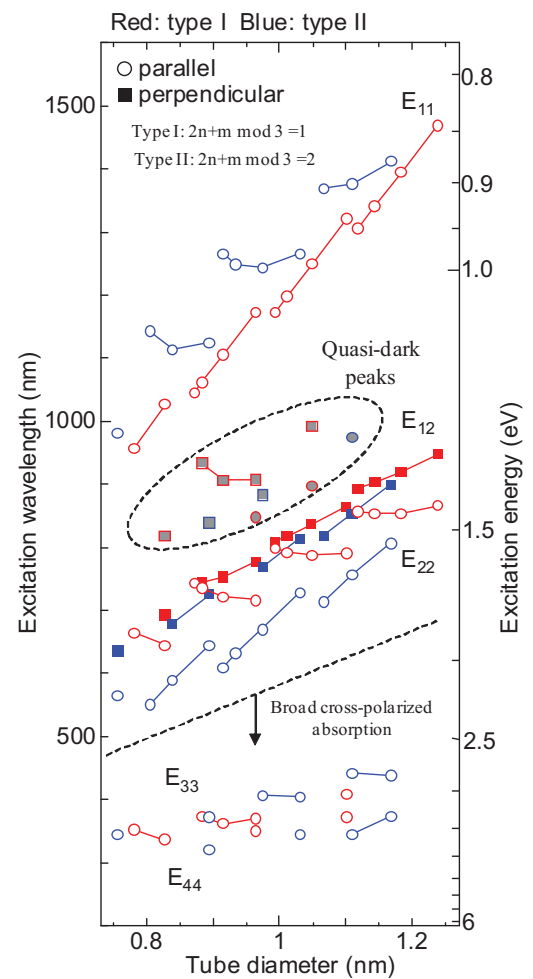 Red: type I Blue: type II
parallel
perpendicular
Type I: 2n+m mod 3 =1
Type II: 2n+m mod 3 =2
E11
Quasi-dark
peaks
E12
E22
Broad cross-polarized
absorption
E33
E44
Excitation wavelength (nm)
1500
1000
500
Excitation energy (eV)
0.8
0.9
1.0
1.5
2.5
6
0.8
1
1.2
Tube diameter (nm)